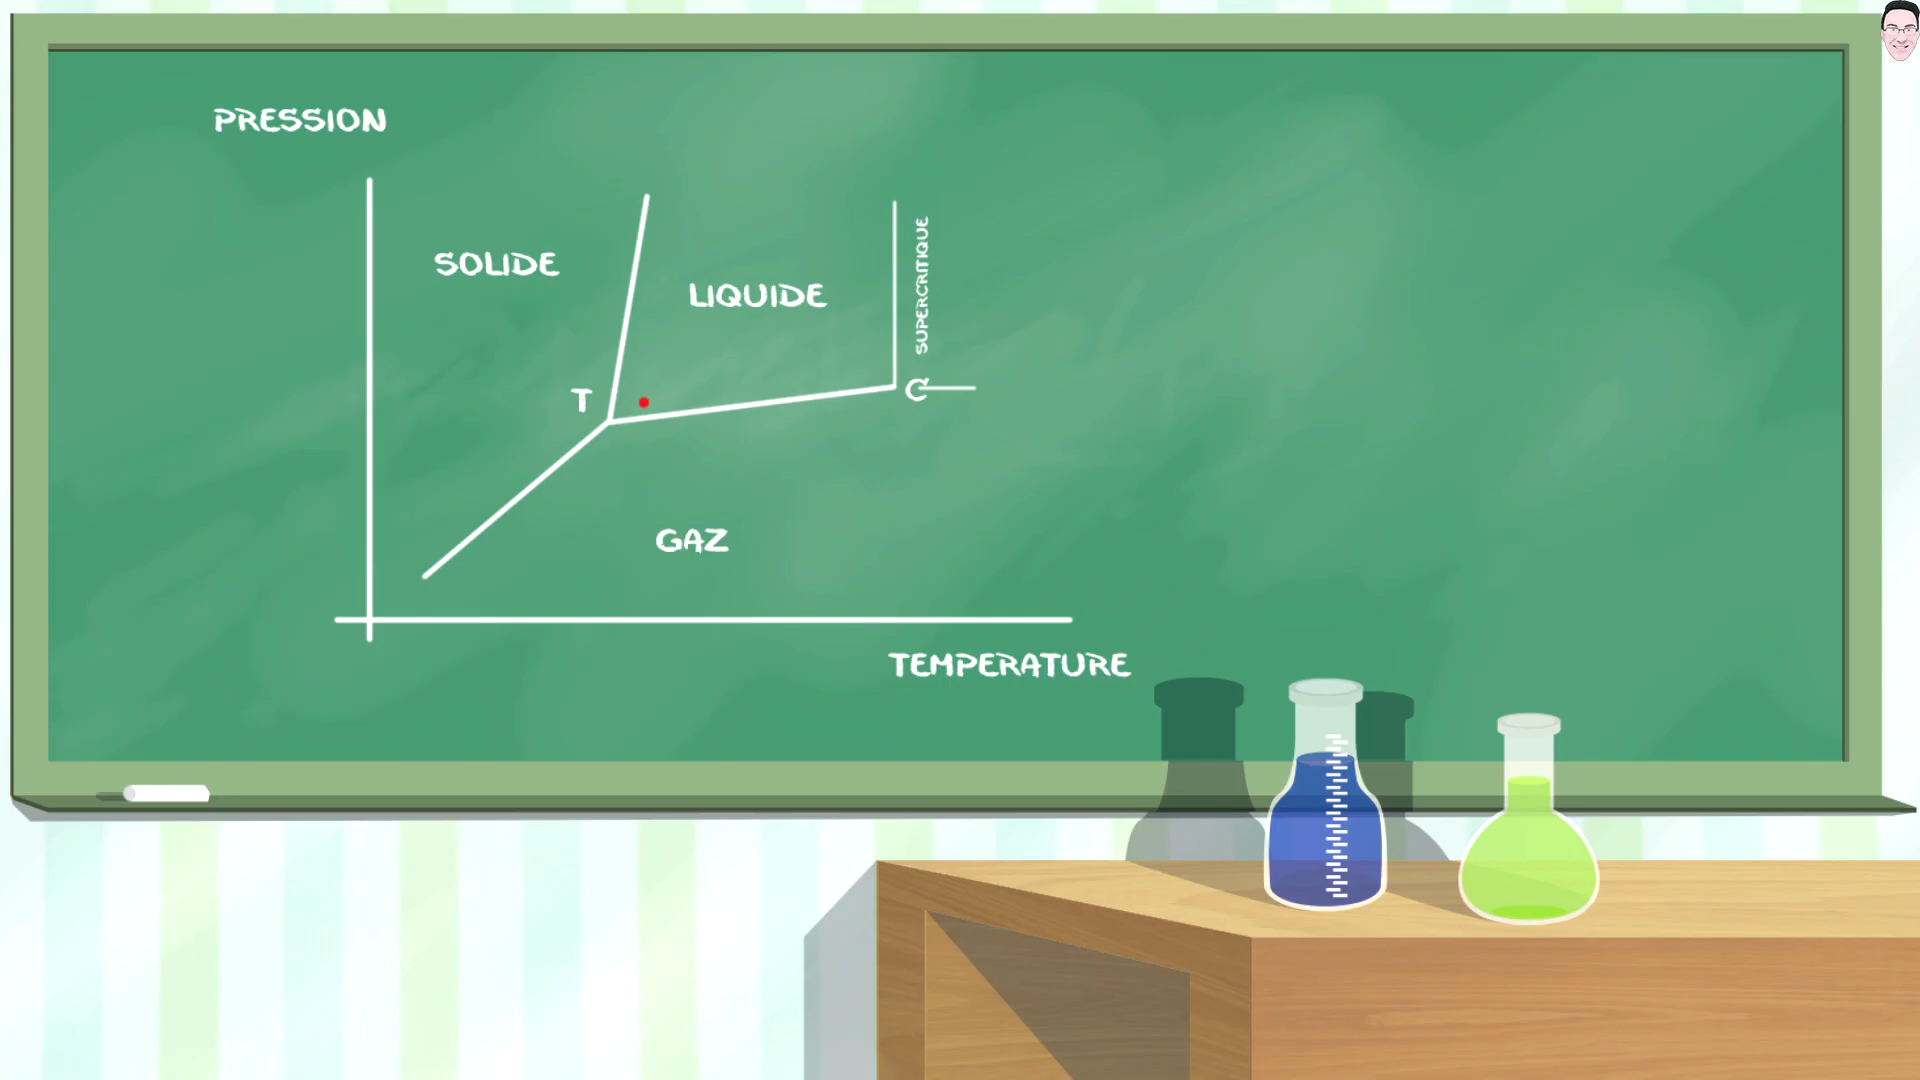 PRESSION
SOLIDE
LIQUIDE
SUPERCRITIQUE
T
C
GAZ
TEMPERATURE